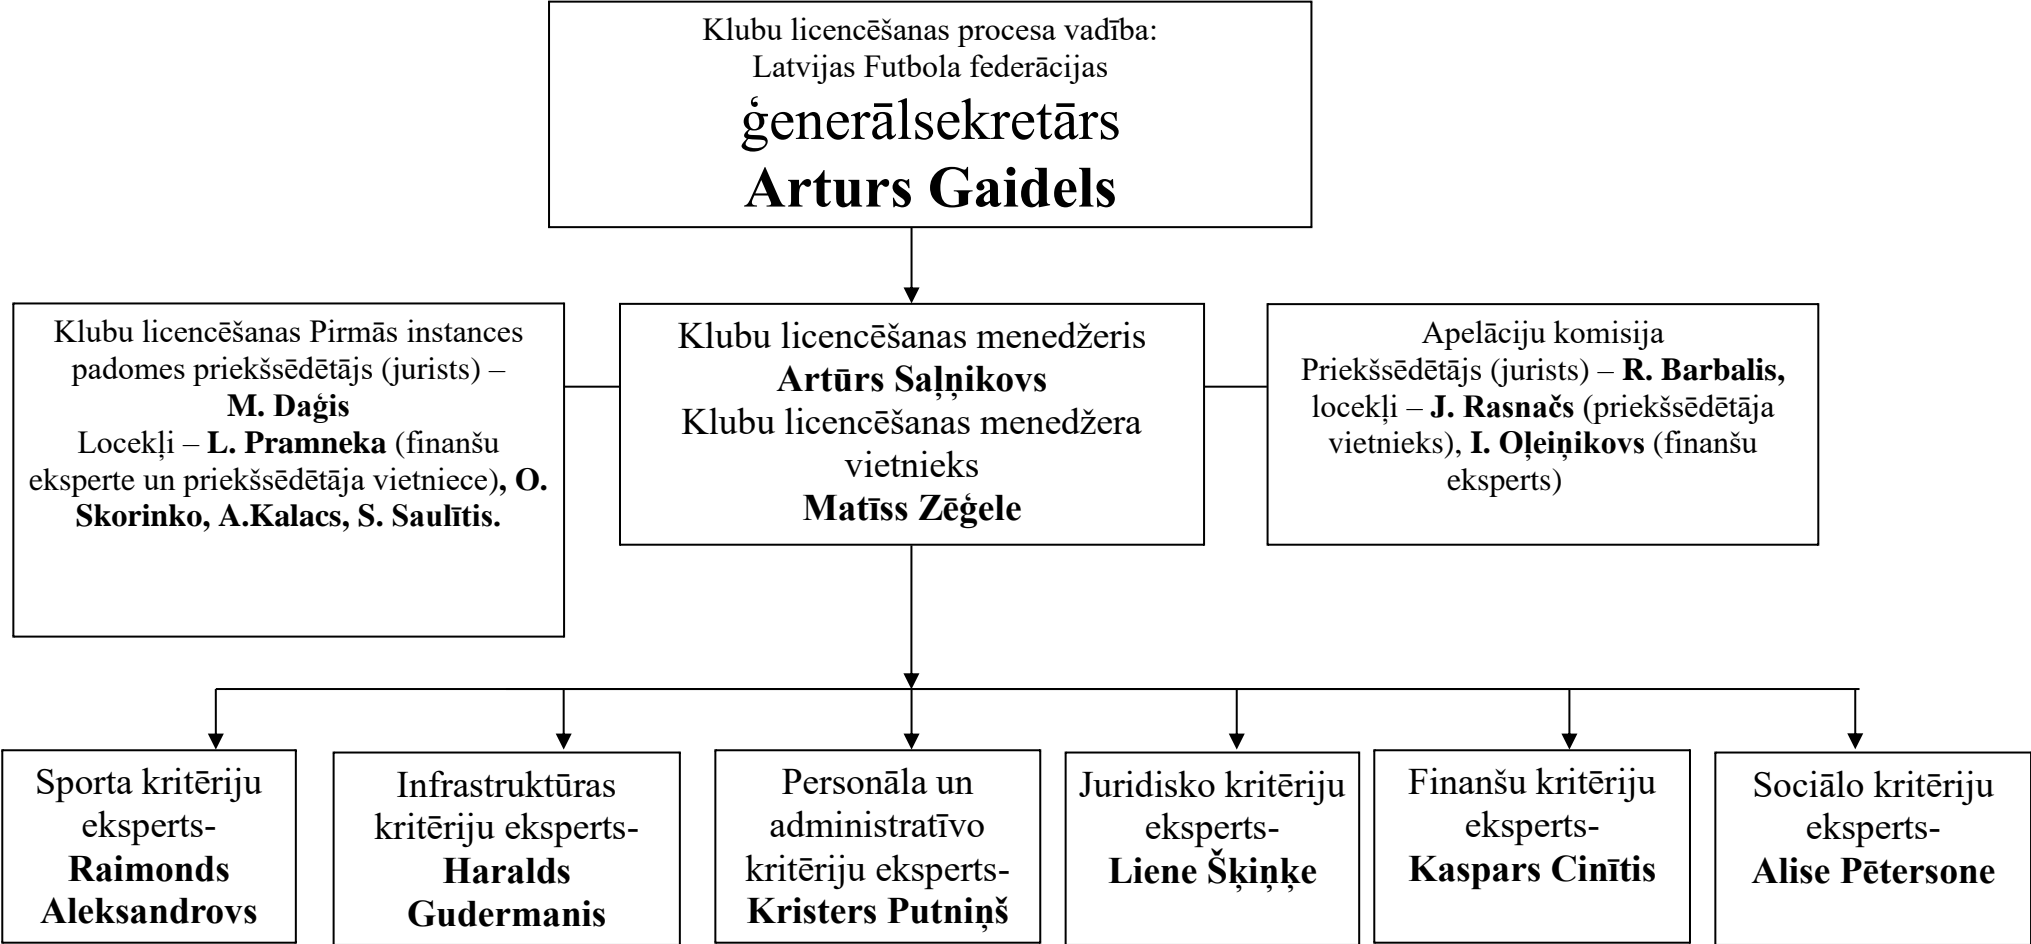 Klubu licencēšanas procesa vadība:
Latvijas Futbola federācijas
ģenerālsekretārs
Arturs Gaidels
Klubu licencēšanas Pirmās instances
padomes priekšsēdētājs (jurists) –
M. Daģis
Locekļi – L. Pramneka (finanšu
eksperte un priekšsēdētāja vietniece), O.
Skorinko, A.Kalacs, S. Saulītis.
Klubu licencēšanas menedžeris
Artūrs Saļņikovs
Klubu licencēšanas menedžera
vietnieks
Matīss Zēģele
Apelāciju komisija
Priekšsēdētājs (jurists) – R. Barbalis,
locekļi – J. Rasnačs (priekšsēdētāja
vietnieks), I. Oļeiņikovs (finanšu
eksperts)
Sporta kritēriju
eksperts-
Raimonds
Aleksandrovs
Infrastruktūras
kritēriju eksperts-
Haralds
Gudermanis
Personāla un
administratīvo
kritēriju eksperts-
Kristers Putniņš
Juridisko kritēriju
eksperts-
Liene Šķiņķe
Finanšu kritēriju
eksperts-
Kaspars Cinītis
Sociālo kritēriju
eksperts-
Alise Pētersone